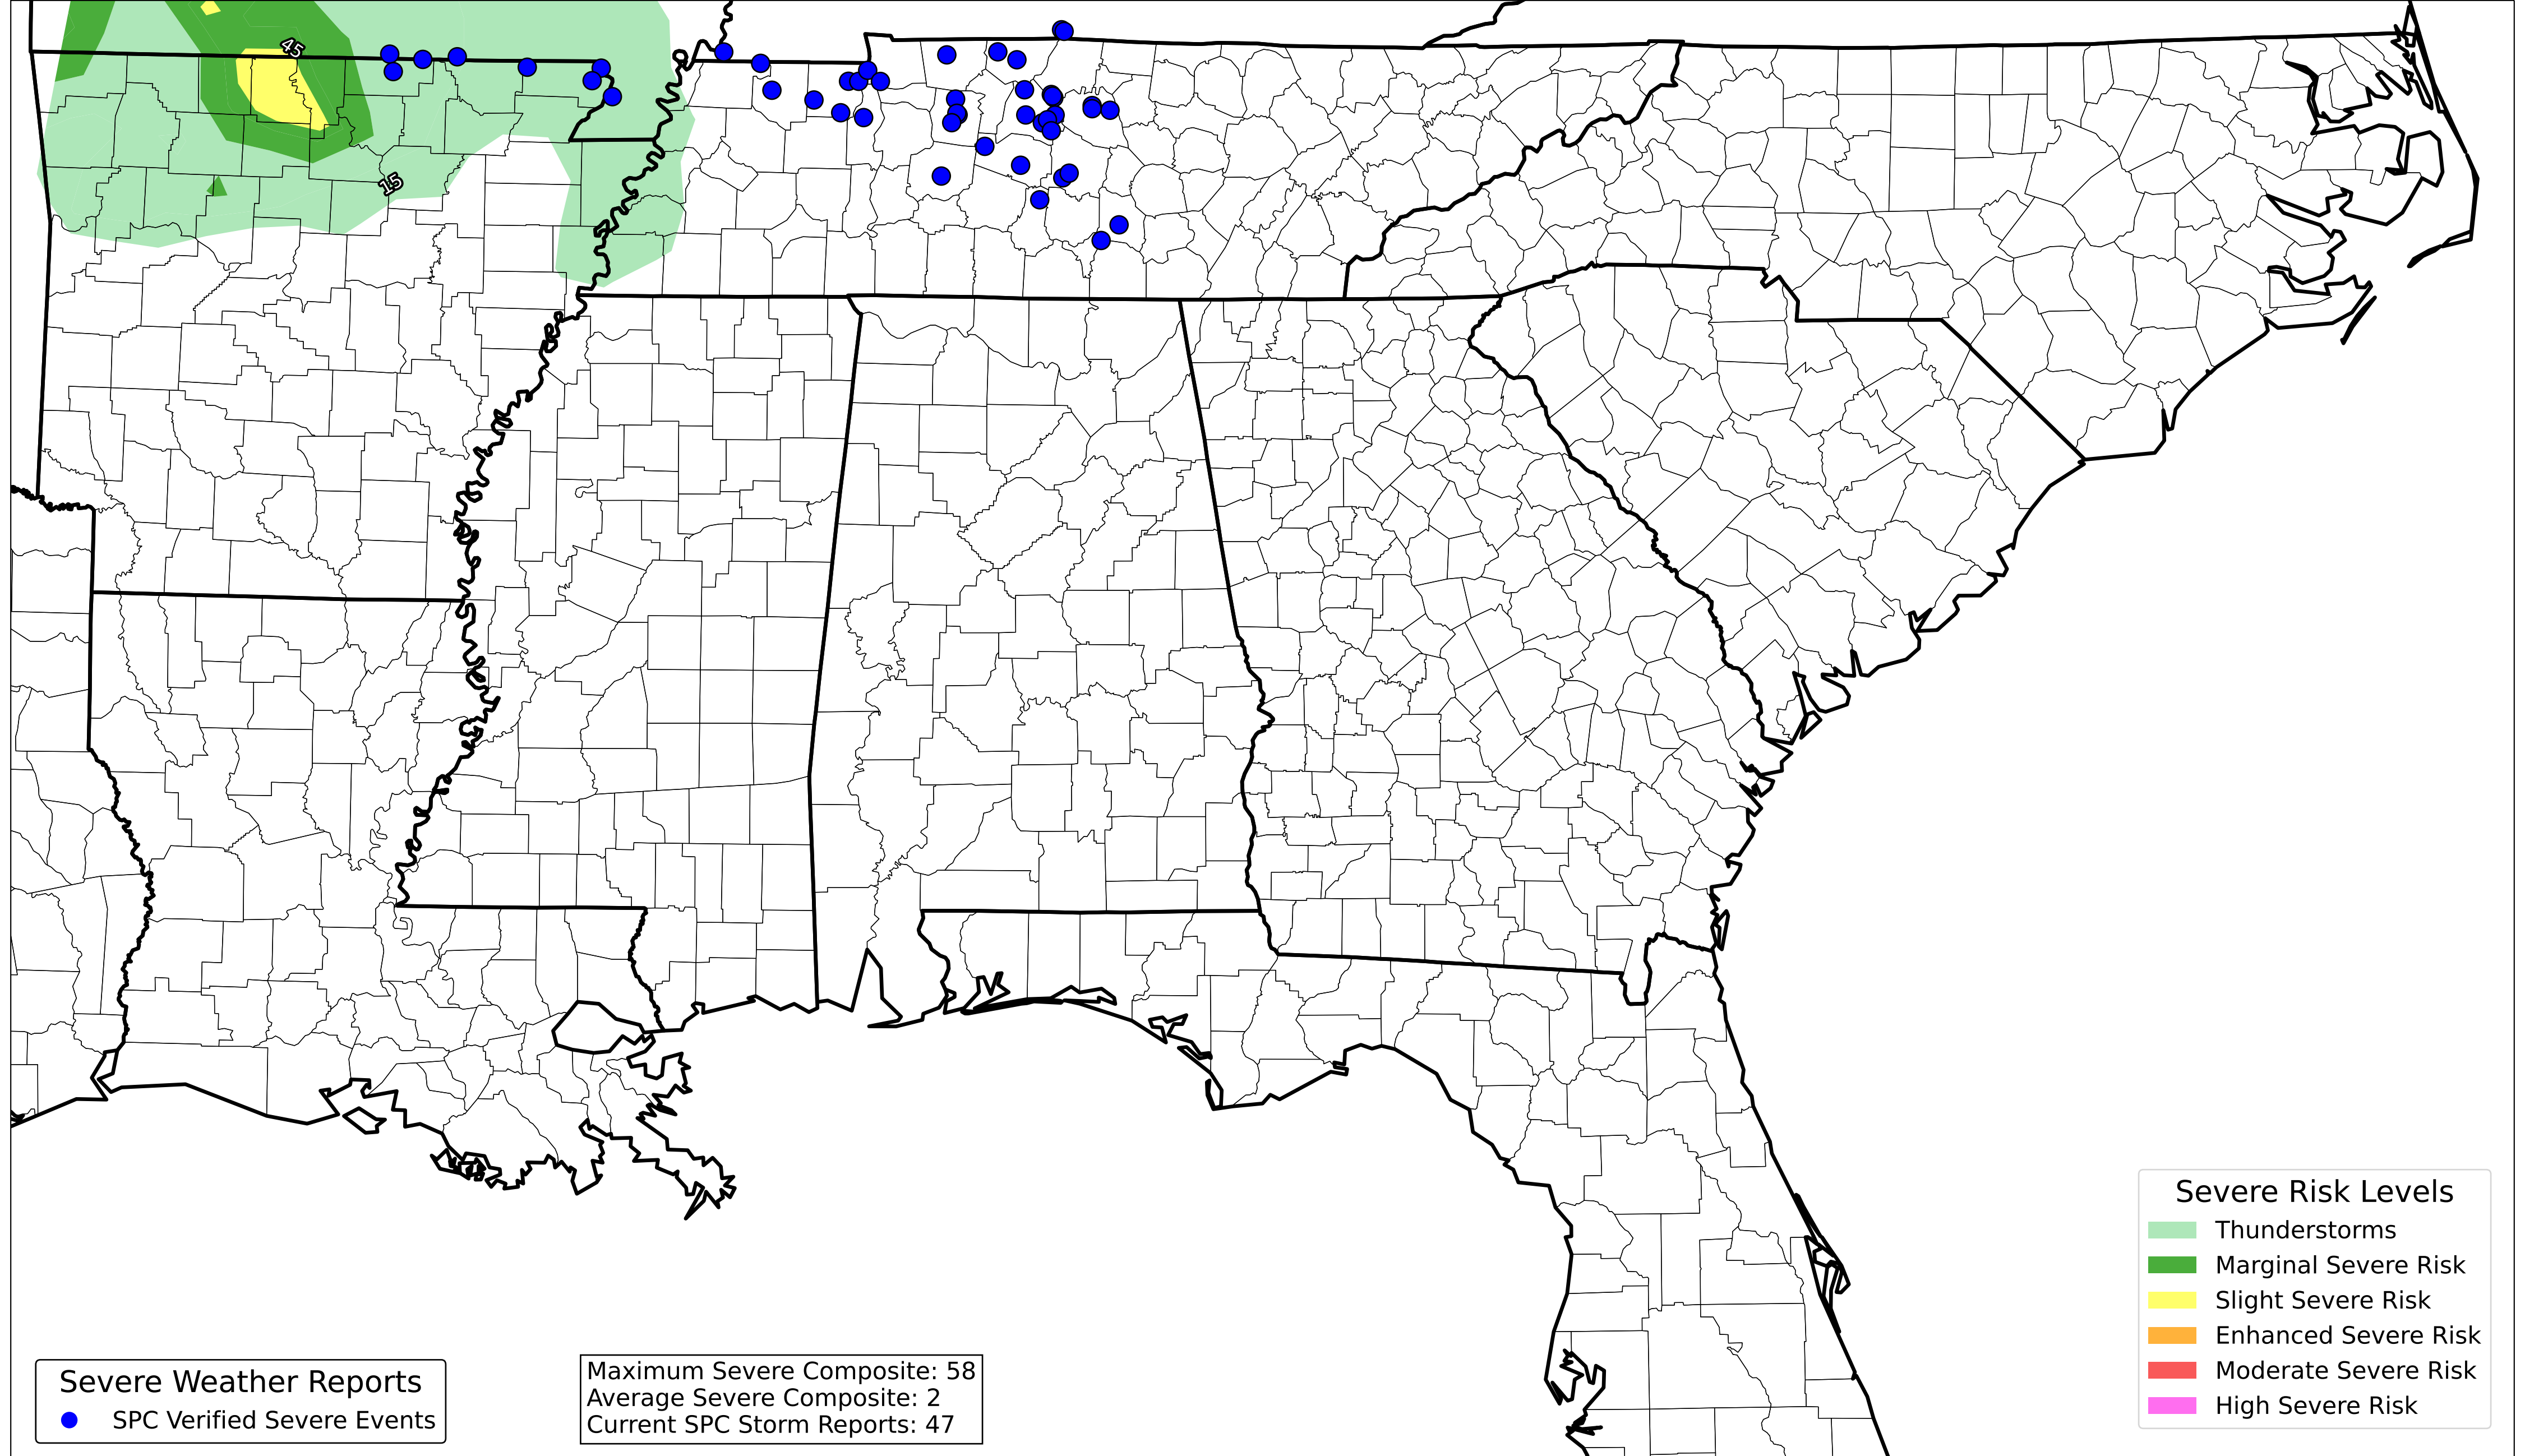 45
15
Severe Risk Levels
Thunderstorms
Marginal Severe Risk
Slight Severe Risk
Enhanced Severe Risk
Moderate Severe Risk
High Severe Risk
Severe Weather Reports
SPC Verified Severe Events
Maximum Severe Composite: 58
Average Severe Composite: 2
Current SPC Storm Reports: 47